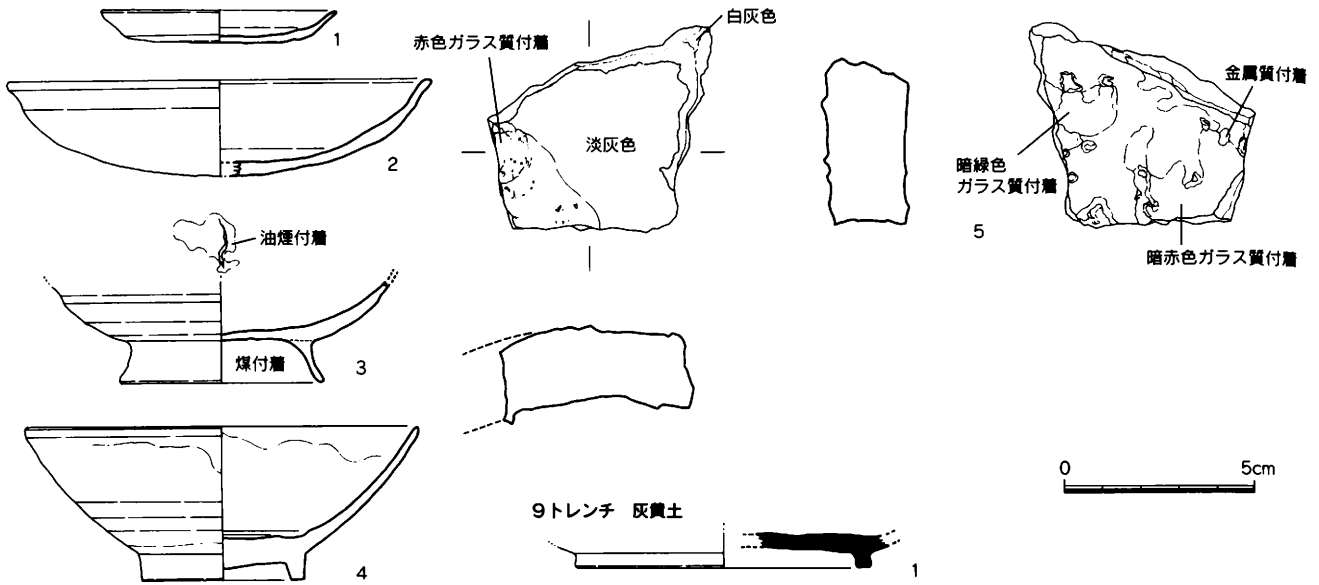 1
2
油煙付着
煤付着
3
4
赤色ガラス質付着
白灰色
淡灰色
暗緑色
ガラス質付着
金属質付着
暗赤色ガラス質付着
5
0 5cm
9トレンチ 灰黄土
1